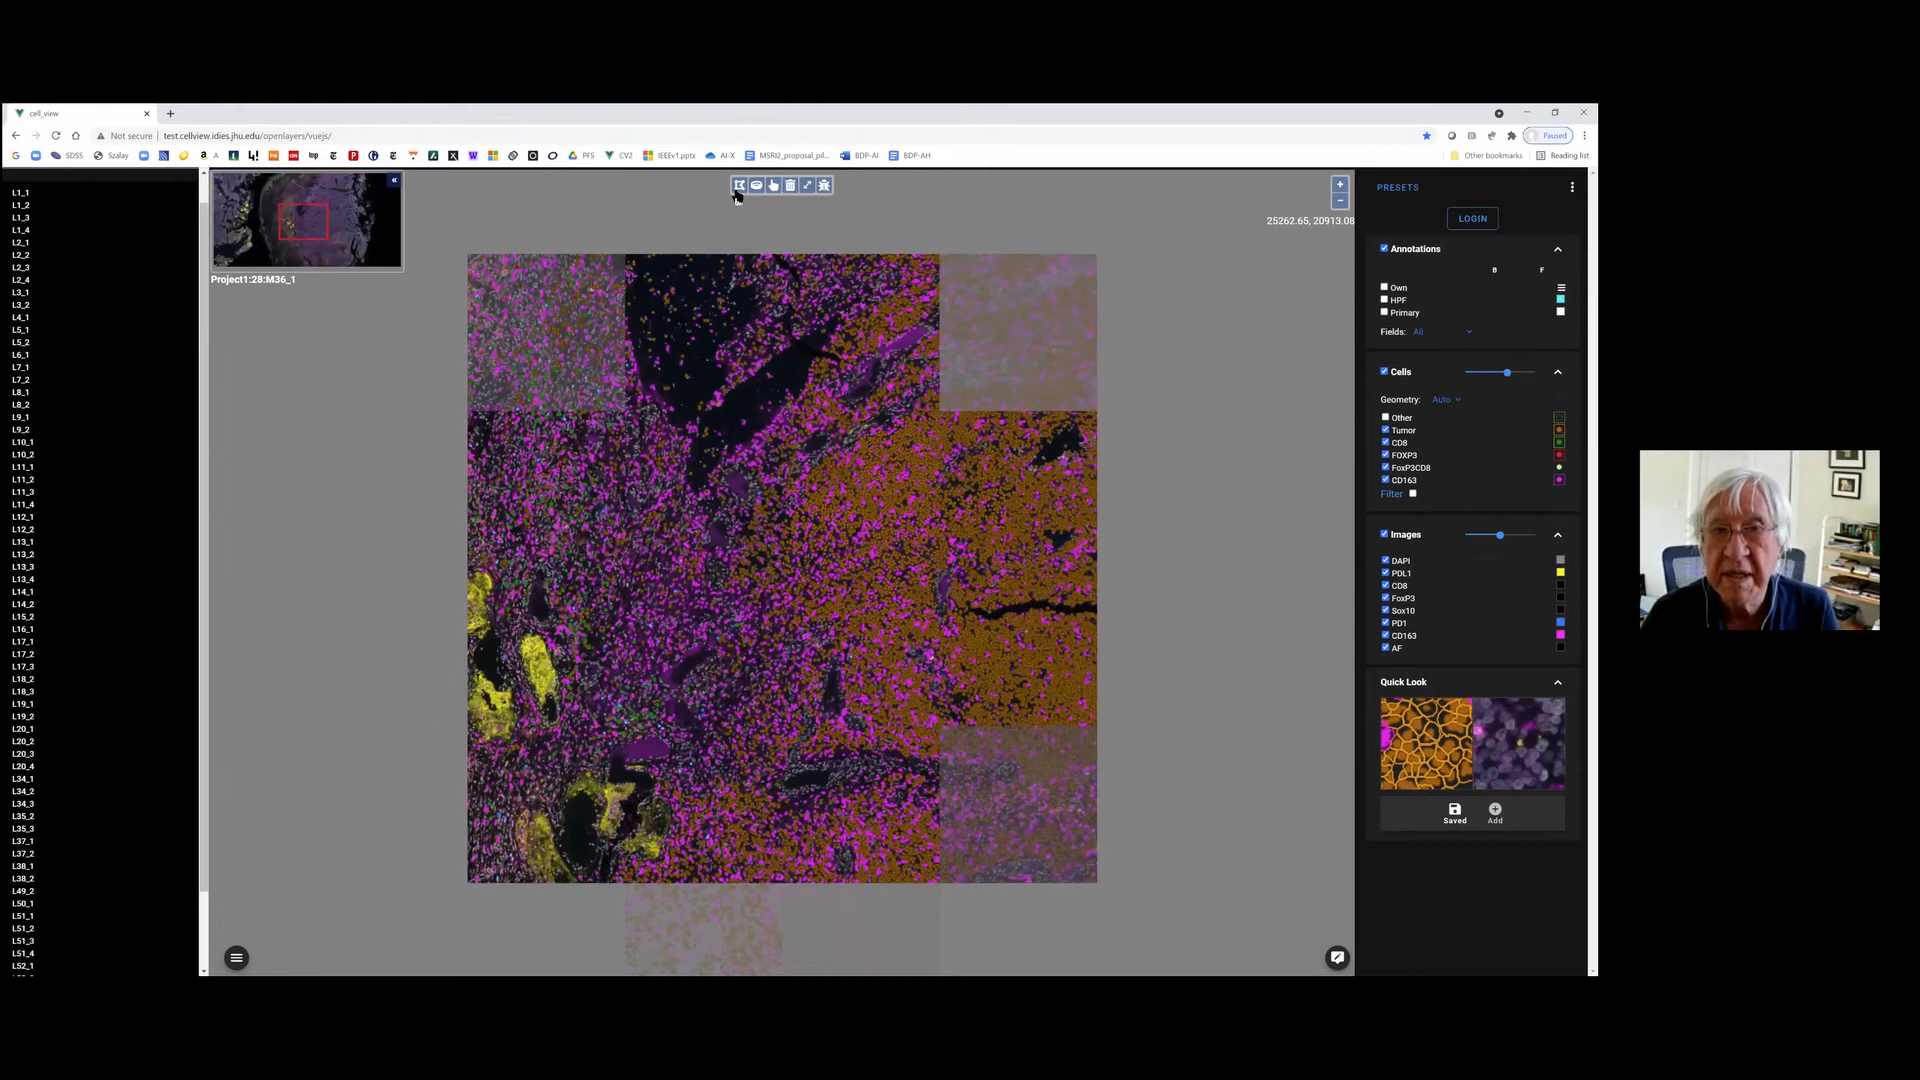 cell_view
Not secure | test.cellview.idies.jhu.edu/openlayers/vuejs/
Paused
SDSS Szalay PFS CV2 IEEEv1.pptx AI-X MSRI2_proposal_pil... BDP-AI BDP-AH Other bookmarks Reading list
L1_1
L1_2
L1_3
L1_4
L2_1
L2_2
L2_3
L2_4
L3_1
L3_2
L4_1
L5_1
L5_2
L6_1
L7_1
L7_2
L8_1
L8_2
L9_1
L9_2
L10_1
L10_2
L11_1
L11_2
L11_3
L11_4
L12_1
L12_2
L13_1
L13_2
L13_3
L13_4
L14_1
L14_2
L15_2
L16_1
L17_1
L17_2
L17_3
L18_2
L18_3
L19_1
L19_2
L20_1
L20_2
L20_3
L20_4
L34_1
L34_2
L34_3
L35_2
L35_3
L37_1
L37_2
L38_1
L38_2
L49_2
L50_1
L51_1
L51_2
L51_3
L51_4
L52_1
Project1:28:M36_1
25262.65, 20913.08
PRESETS
LOGIN
Annotations
B F
Own
HPF
Primary
Fields: All
Cells
Geometry: Auto
Other
Tumor
CD8
FOXP3
FoxP3CD8
CD163
Filter
Images
DAPI
PDL1
CD8
FoxP3
Sox10
PD1
CD163
AF
Quick Look
Saved Add